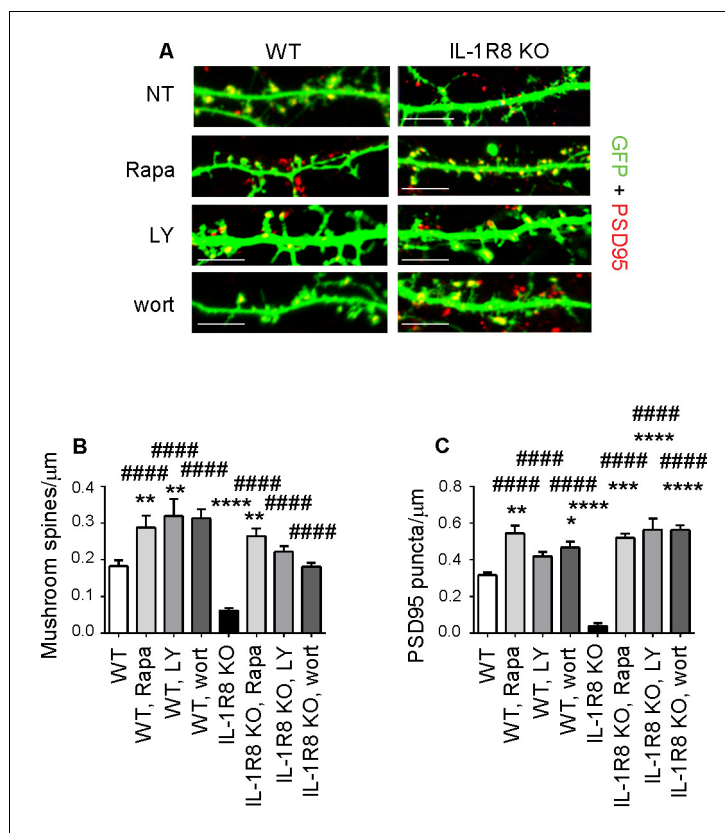 A WT IL-1R8 KO
NT
Rapa
LY
wort
GFP + PSD95
B
####
#### ####
** ** **** ####
** ####
####
Mushroom spines/μm
0.4
0.3
0.2
0.1
0.0
WT
WT, Rapa
WT, LY
WT, wort
IL-1R8 KO
IL-1R8 KO, Rapa
IL-1R8 KO, LY
IL-1R8 KO, wort
C
####
****
#### #### ####
#### #### *** ****
** * ****
PSD95 puncta/μm
0.8
0.6
0.4
0.2
0.0
WT
WT, Rapa
WT, LY
WT, wort
IL-1R8 KO
IL-1R8 KO, Rapa
IL-1R8 KO, LY
IL-1R8 KO, wort